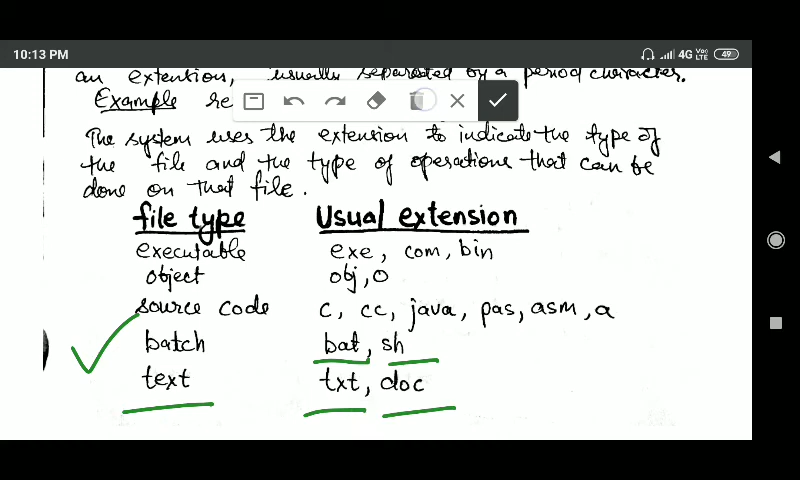 10:13 PM 4G Vo LTE 49
an extention, usually separated by a period character.
Example re
The system uses the extension to indicate the type of
the file and the type of operations that can be
done on that file.
file type Usual extension
executable exe, com, bin
object obj, o
source code c, cc, java, pas, asm, a
batch bat, sh
text txt, doc